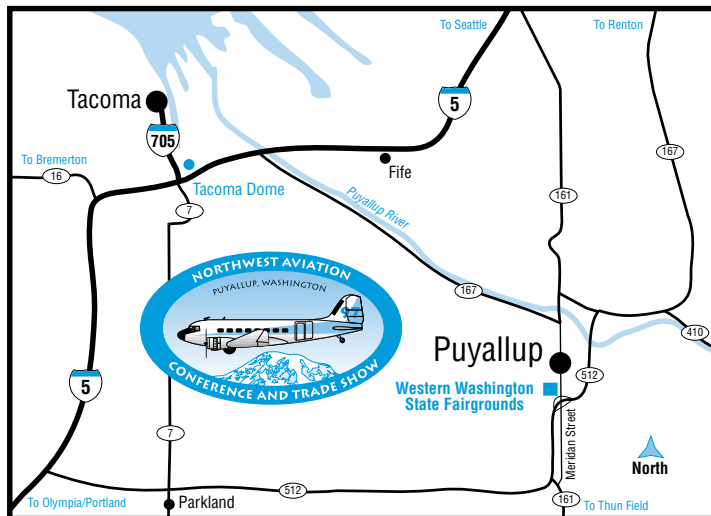 To Seattle
To Renton
Tacoma
5
705
To Bremerton
167
Fife
16
Tacoma Dome
Puyallup River
161
7
NORTHWEST AVIATION
PUYALLUP, WASHINGTON
167
410
Puyallup
CONFERENCE AND TRADE SHOW
5
512
Western Washington
State Fairgrounds
7
Meridan Street
North
512
To Olympia/Portland
Parkland
161
To Thun Field